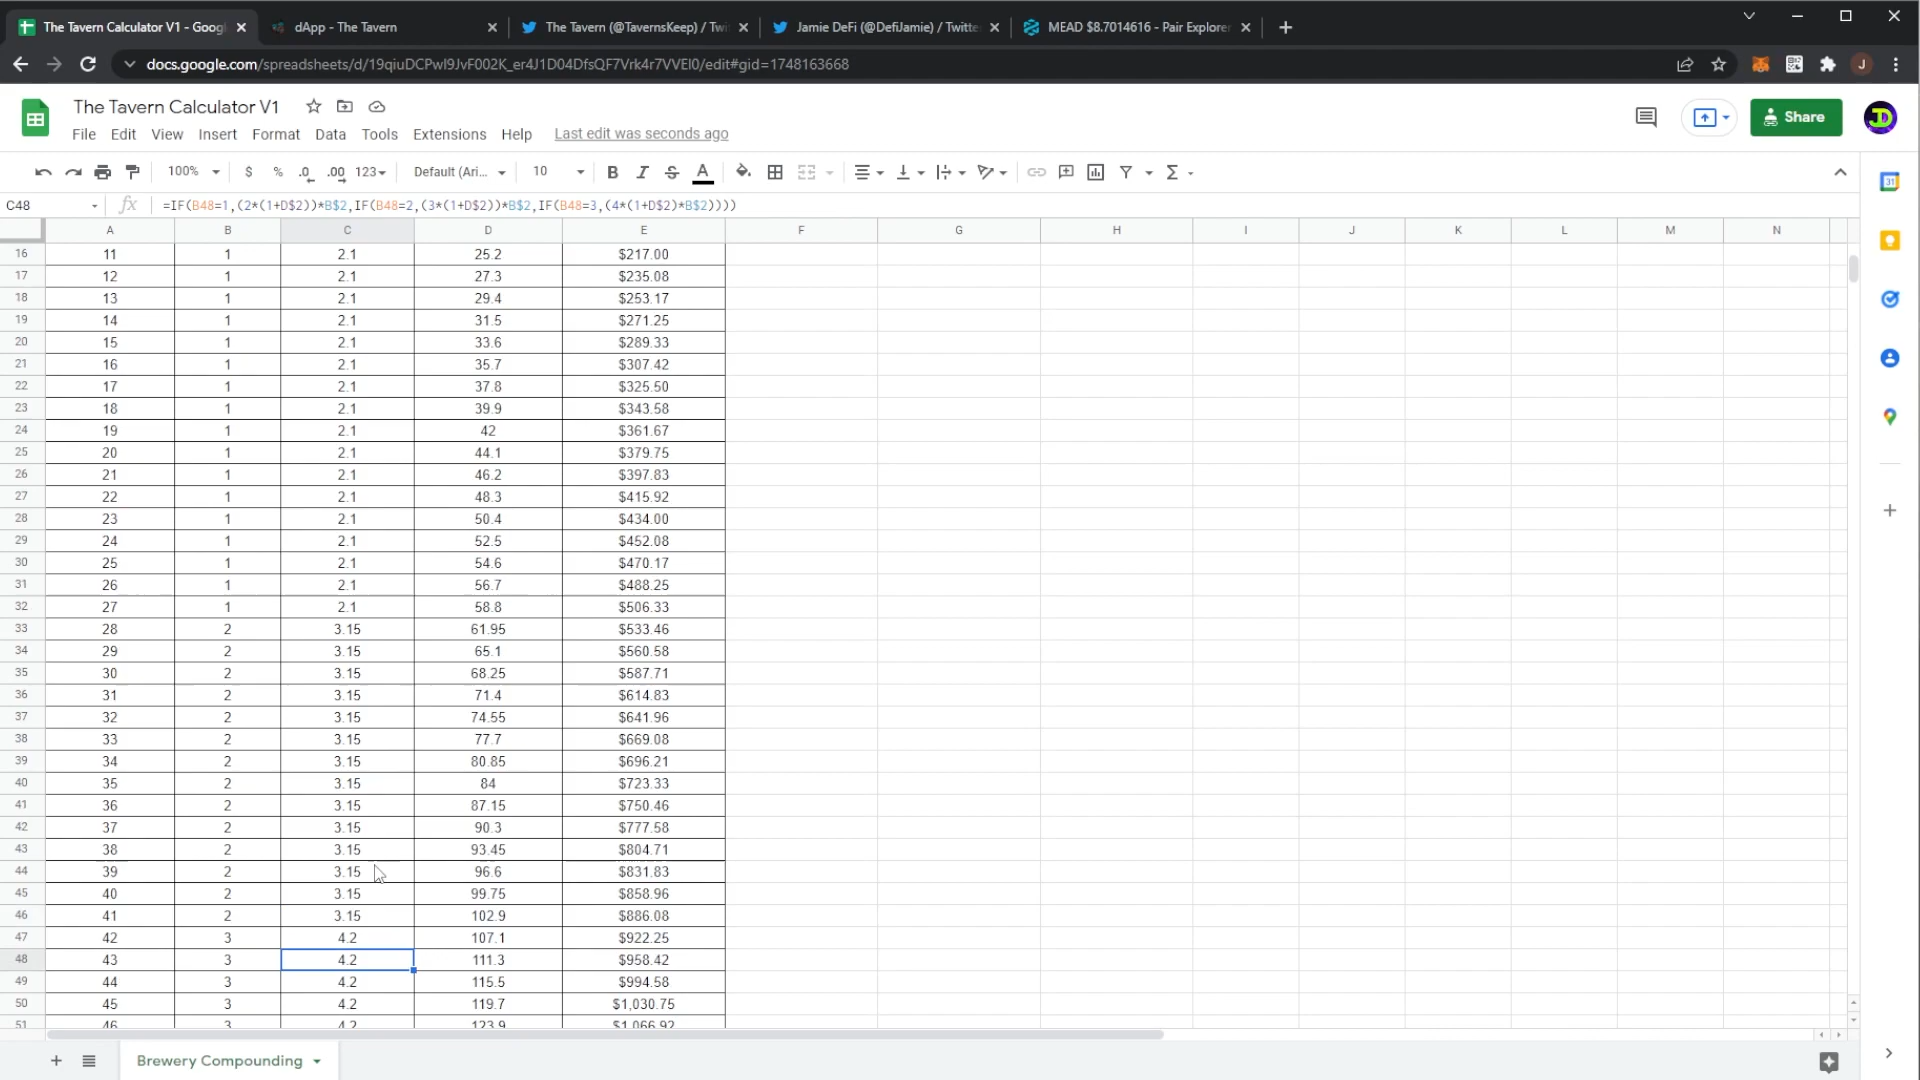 The Tavern Calculator V1 - Goog
dApp - The Tavern
The Tavern (@TavernsKeep) / Twi
Jamie DeFi (@DefiJamie) / Twitte
MEAD $8.7014616 - Pair Explorer
docs.google.com/spreadsheets/d/19qiuDCPwI9JvF002K_er4J1D04DfsQF7Vrk4r7VVEI0/edit#gid=1748163668
J
The Tavern Calculator V1
File Edit View Insert Format Data Tools Extensions Help Last edit was seconds ago
Share
100% $ % .0 .00 123 Default (Ari... 10 B I S A
C48 fx =IF(B48=1,(2*(1+D$2))*B$2,IF(B48=2,(3*(1+D$2))*B$2,IF(B48=3,(4*(1+D$2)*B$2))))
A B C D E F G H I J K L M N
16 11 1 2.1 25.2 $217.00
17 12 1 2.1 27.3 $235.08
18 13 1 2.1 29.4 $253.17
19 14 1 2.1 31.5 $271.25
20 15 1 2.1 33.6 $289.33
21 16 1 2.1 35.7 $307.42
22 17 1 2.1 37.8 $325.50
23 18 1 2.1 39.9 $343.58
24 19 1 2.1 42 $361.67
25 20 1 2.1 44.1 $379.75
26 21 1 2.1 46.2 $397.83
27 22 1 2.1 48.3 $415.92
28 23 1 2.1 50.4 $434.00
29 24 1 2.1 52.5 $452.08
30 25 1 2.1 54.6 $470.17
31 26 1 2.1 56.7 $488.25
32 27 1 2.1 58.8 $506.33
33 28 2 3.15 61.95 $533.46
34 29 2 3.15 65.1 $560.58
35 30 2 3.15 68.25 $587.71
36 31 2 3.15 71.4 $614.83
37 32 2 3.15 74.55 $641.96
38 33 2 3.15 77.7 $669.08
39 34 2 3.15 80.85 $696.21
40 35 2 3.15 84 $723.33
41 36 2 3.15 87.15 $750.46
42 37 2 3.15 90.3 $777.58
43 38 2 3.15 93.45 $804.71
44 39 2 3.15 96.6 $831.83
45 40 2 3.15 99.75 $858.96
46 41 2 3.15 102.9 $886.08
47 42 3 4.2 107.1 $922.25
48 43 3 4.2 111.3 $958.42
49 44 3 4.2 115.5 $994.58
50 45 3 4.2 119.7 $1,030.75
51 46 3 4.2 123.9 $1,066.92
Brewery Compounding